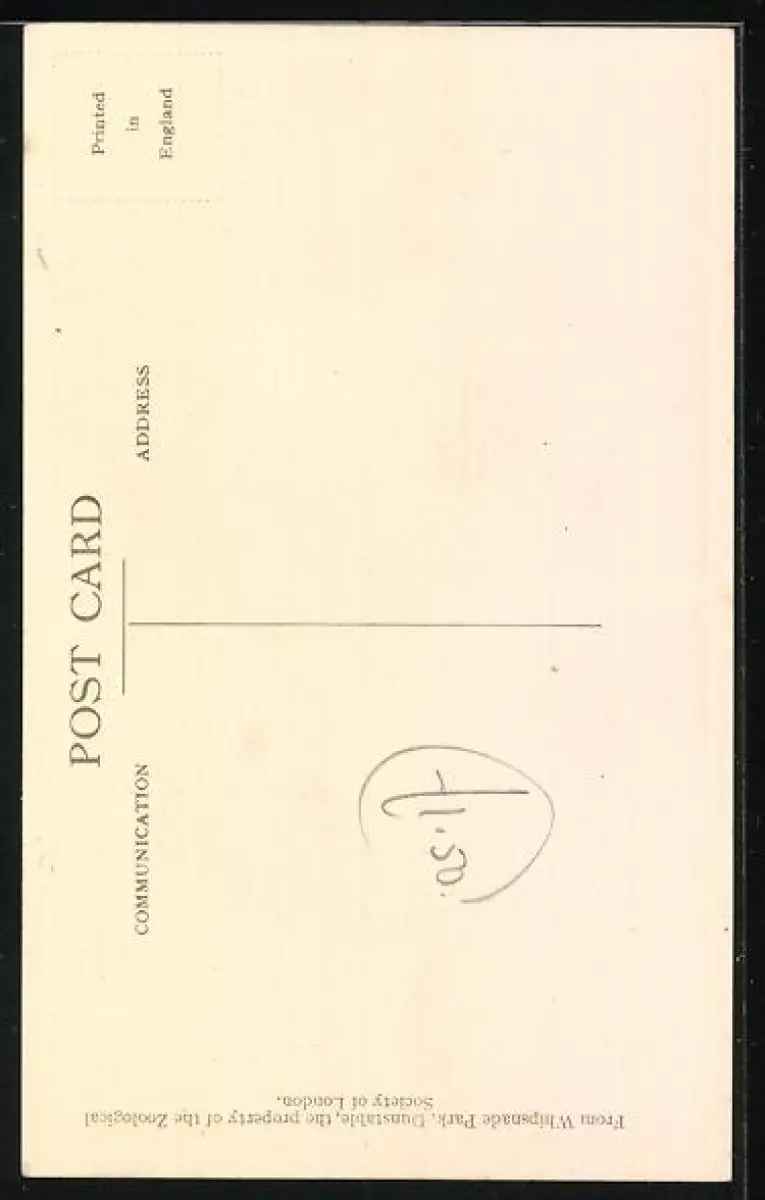 POST CARD
COMMUNICATION
ADDRESS
Printed
in
England
£1.50
From Whipsnade Park, Dunstable, the property of the Zoological
Society of London.